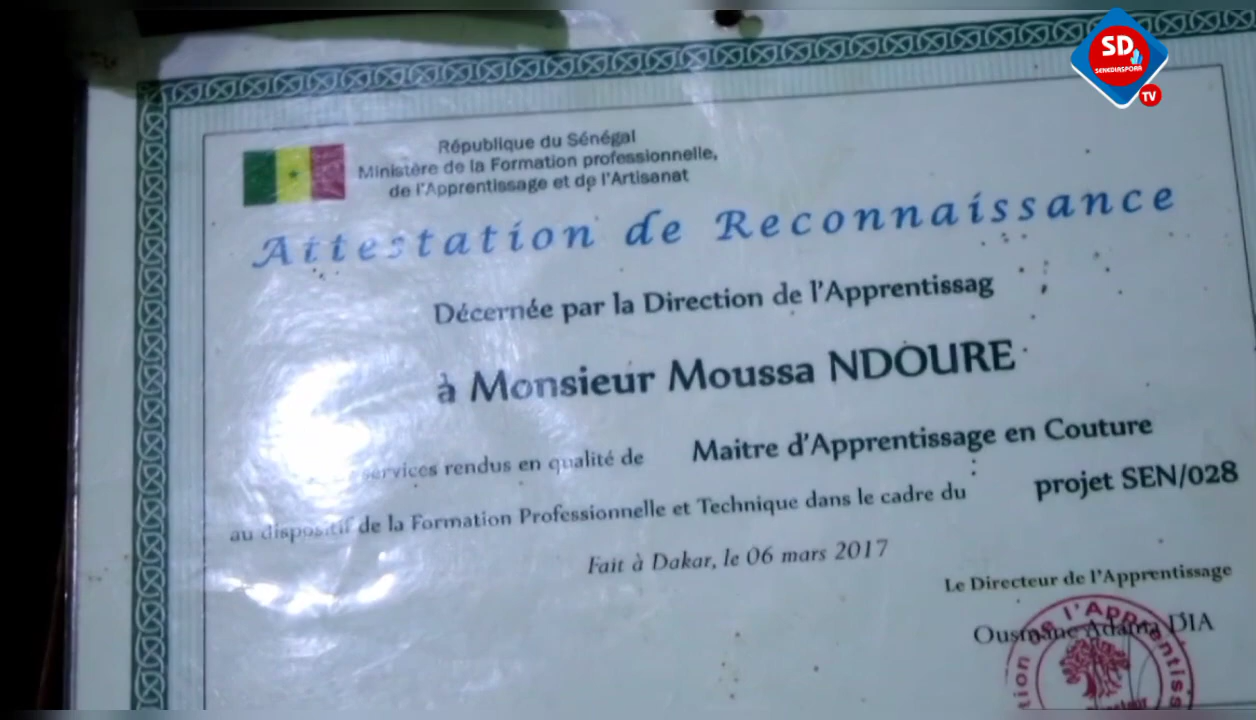 SD
SENEDIASPORA
TV
République du Sénégal
Ministère de la Formation professionnelle,
de l'Apprentissage et de l'Artisanat
Attestation de Reconnaissance
Décernée par la Direction de l'Apprentissag
à Monsieur Moussa NDOURE
services rendus en qualité de Maitre d'Apprentissage en Couture
au dispositif de la Formation Professionnelle et Technique dans le cadre du projet SEN/028
Fait à Dakar, le 06 mars 2017
Le Directeur de l'Apprentissage
Ousmane Adama DIA